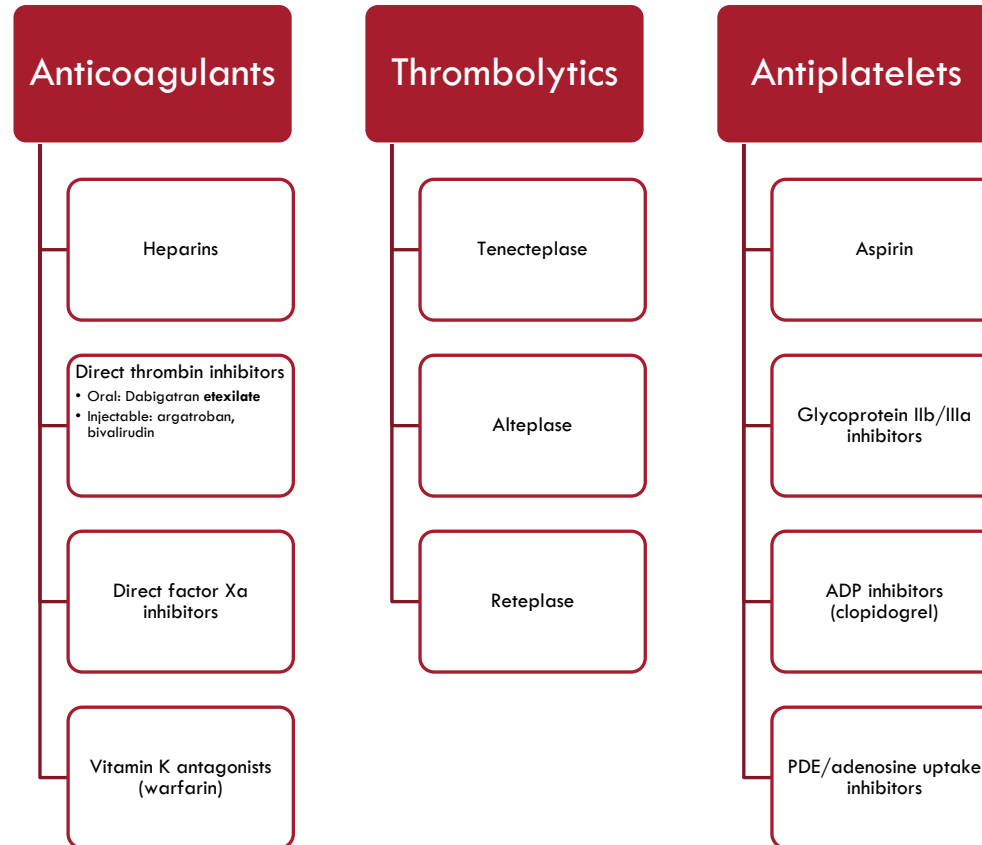 Anticoagulants
Heparins
Direct thrombin inhibitors
• Oral: Dabigatran etexilate
• Injectable: argatroban,
bivalirudin
Direct factor Xa
inhibitors
Vitamin K antagonists
(warfarin)
Thrombolytics
Tenecteplase
Alteplase
Reteplase
Antiplatelets
Aspirin
Glycoprotein IIb/IIIa
inhibitors
ADP inhibitors
(clopidogrel)
PDE/adenosine uptake
inhibitors